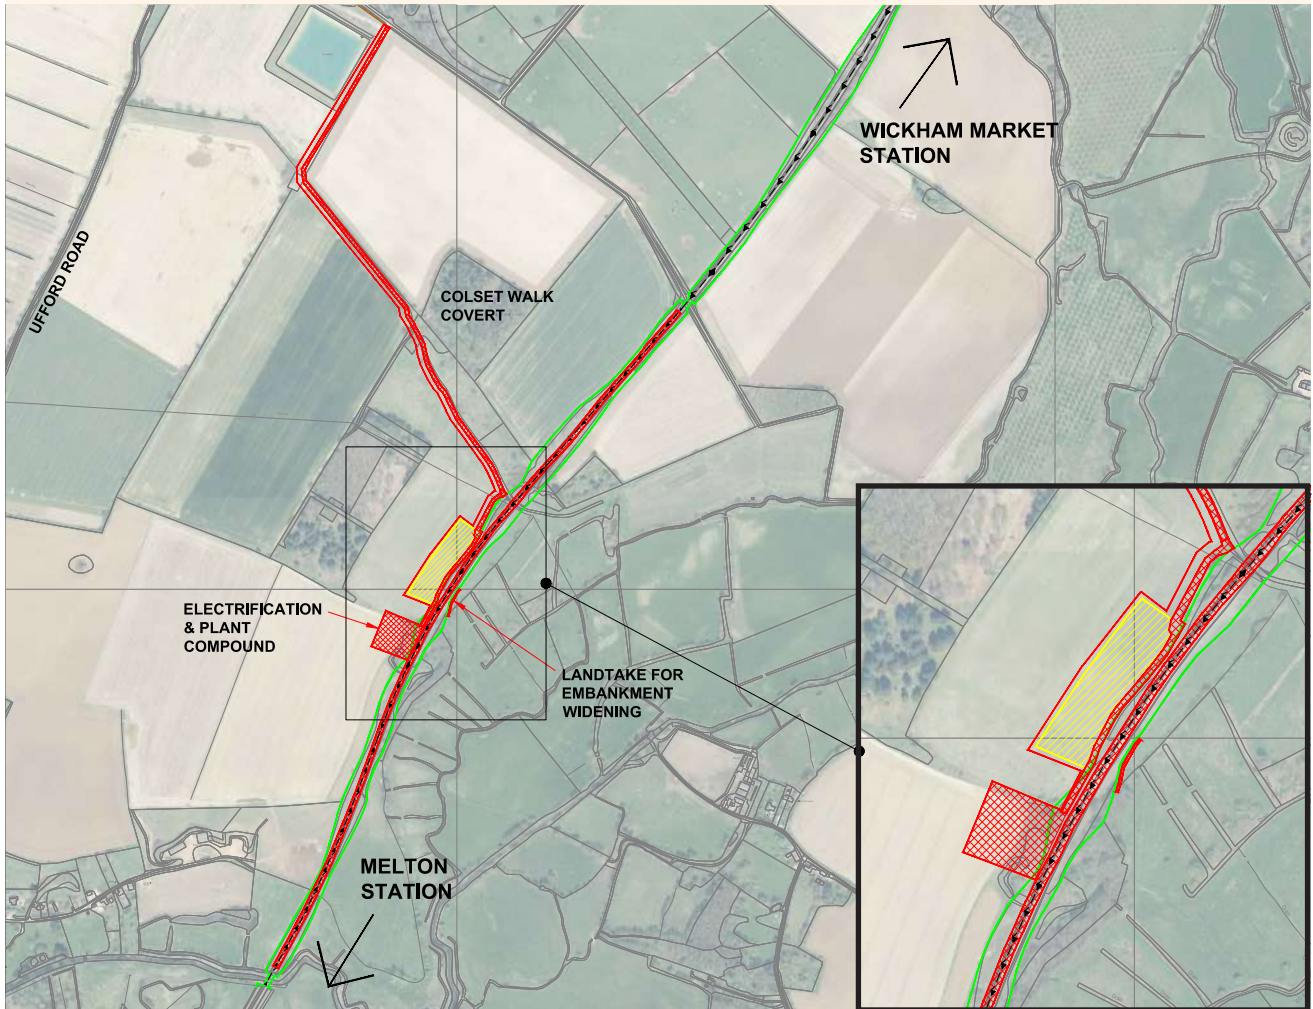 WICKHAM MARKET
STATION
UFFORD ROAD
COLSET WALK
COVERT
ELECTRIFICATION
& PLANT
COMPOUND
LANDTAKE FOR
EMBANKMENT
WIDENING
MELTON
STATION